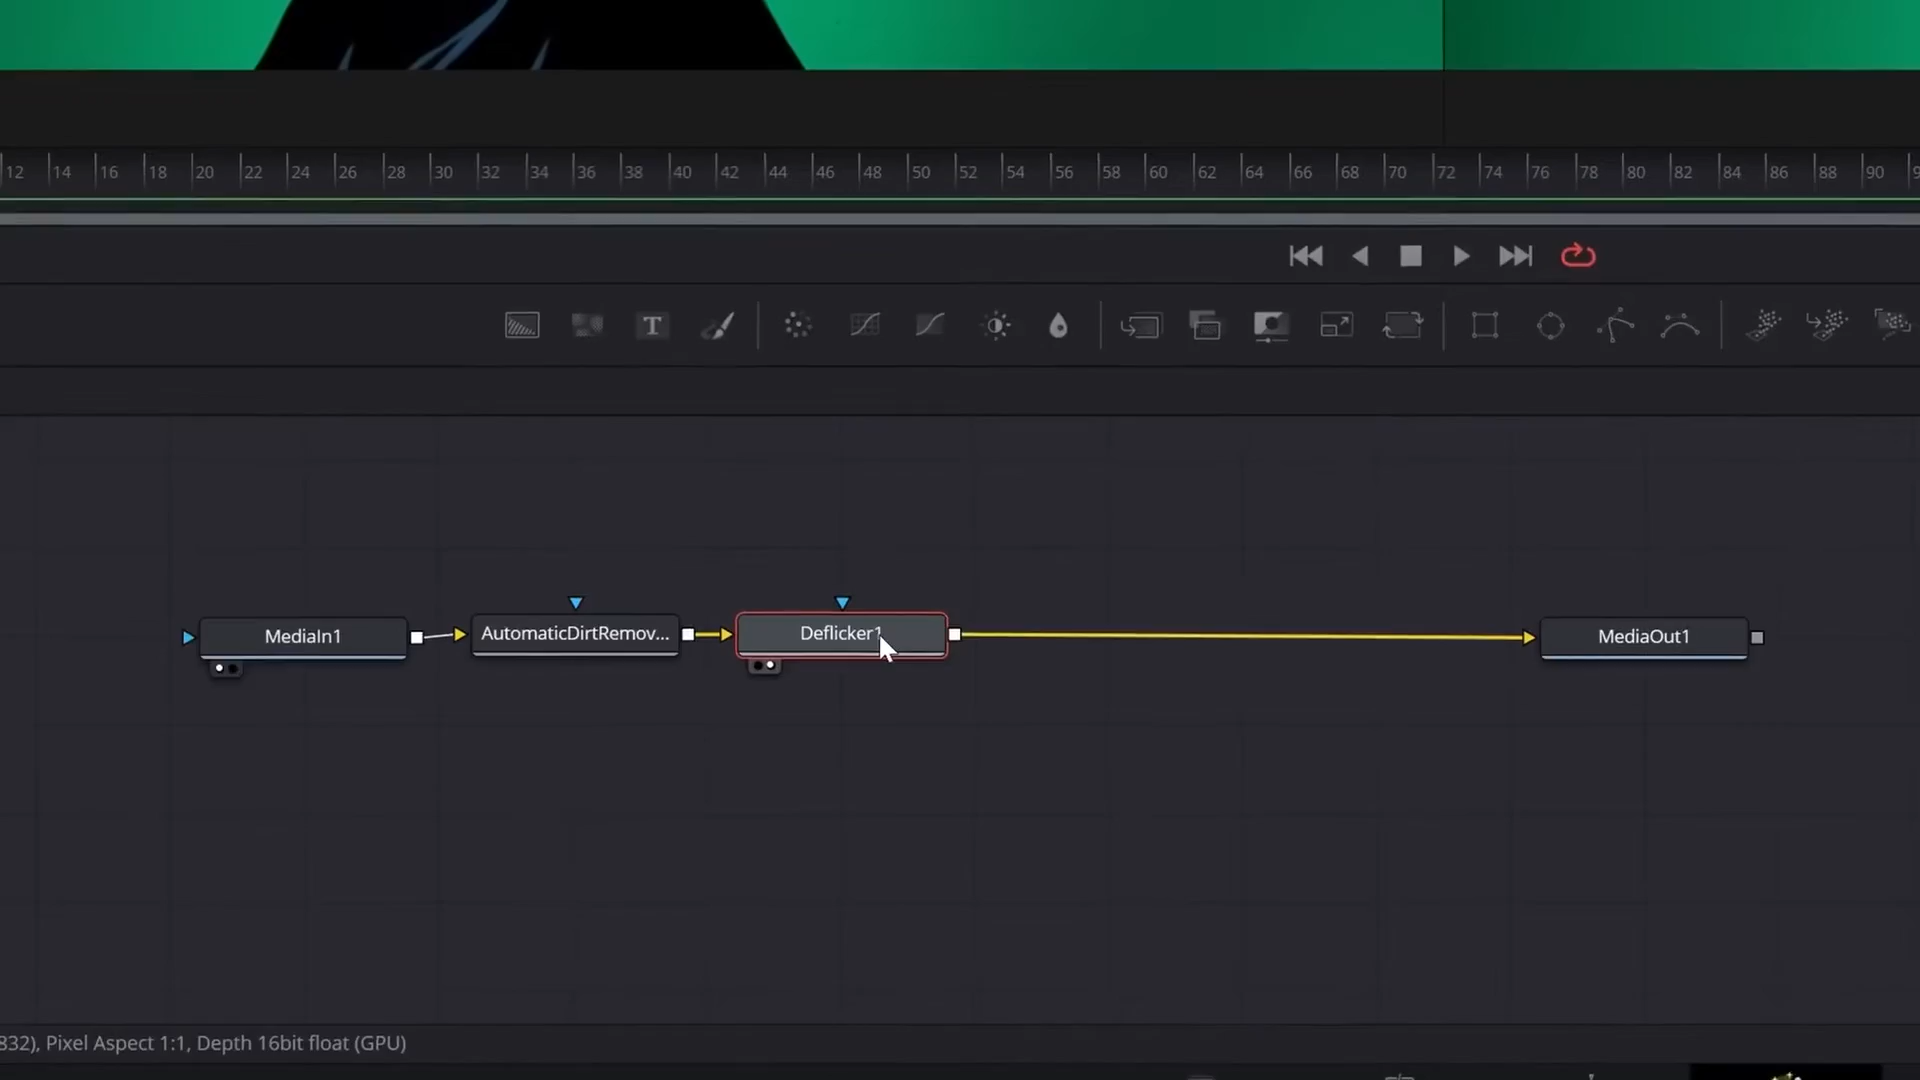 12 14 16 18 20 22 24 26 28 30 32 34 36 38 40 42 44 46 48 50 52 54 56 58 60 62 64 66 68 70 72 74 76 78 80 82 84 86 88 90
T
MediaIn1 AutomaticDirtRemov... Deflicker1 MediaOut1
832), Pixel Aspect 1:1, Depth 16bit float (GPU)